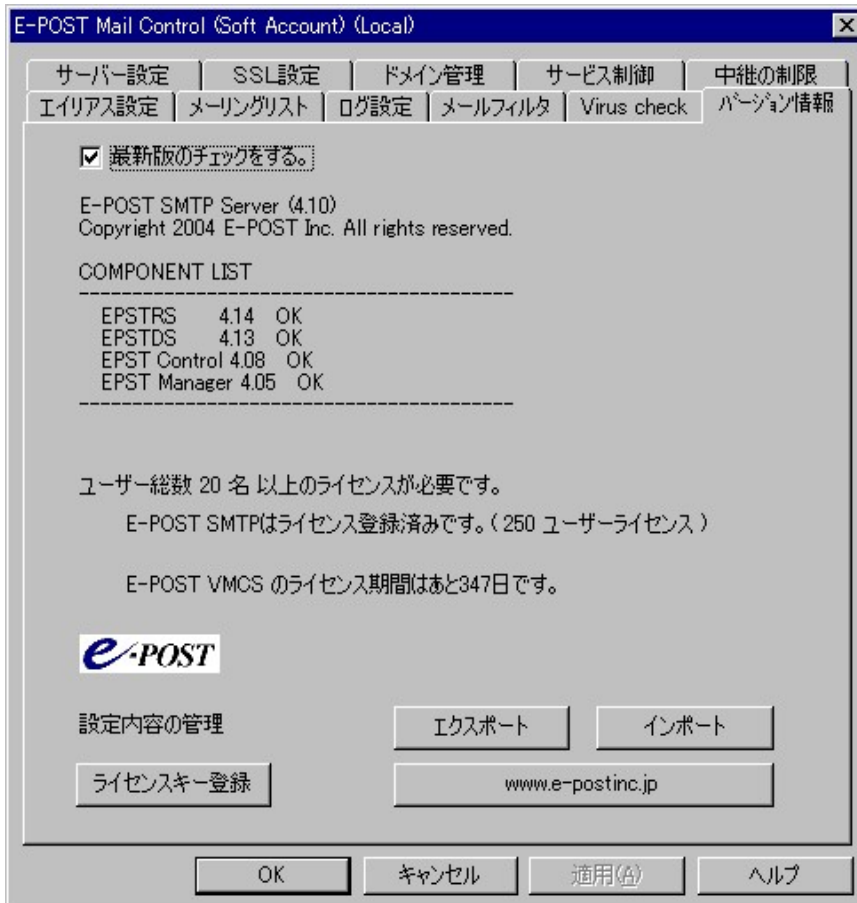 E-POST Mail Control (Soft Account) (Local)
サーバー設定
SSL設定
ドメイン管理
サービス制御
中継の制限
エイリアス設定
メーリングリスト
ログ設定
メールフィルタ
Virus check
バージョン情報
最新版のチェックをする。
E-POST SMTP Server (4.10)
Copyright 2004 E-POST Inc. All rights reserved.
COMPONENT LIST
-------------------------------------------
EPSTRS 4.14 OK
EPSTDS 4.13 OK
EPST Control 4.08 OK
EPST Manager 4.05 OK
-------------------------------------------
ユーザー総数 20 名 以上のライセンスが必要です。
E-POST SMTPはライセンス登録済みです。( 250 ユーザーライセンス )
E-POST VMCS のライセンス期間はあと347日です。
e-POST
設定内容の管理
エクスポート
インポート
ライセンスキー登録
www.e-postinc.jp
OK
キャンセル
適用(A)
ヘルプ